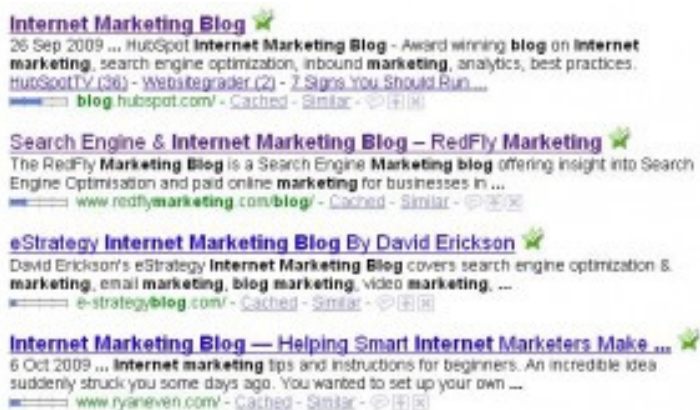 Internet Marketing Blog
26 Sep 2009 ... HubSpot Internet Marketing Blog - Award winning blog on Internet
marketing, search engine optimization, inbound marketing, analytics, best practices.
HubSpotTV (36) - Websitegrader (2) - 7 Signs You Should Run ...
blog.hubspot.com/ - Cached - Similar -
Search Engine & Internet Marketing Blog – RedFly Marketing
The RedFly Marketing Blog is a Search Engine Marketing blog offering insight into Search
Engine Optimisation and paid online marketing for businesses in ...
www.redflymarketing.com/blog/ - Cached - Similar -
eStrategy Internet Marketing Blog By David Erickson
David Erickson's eStrategy Internet Marketing Blog covers search engine optimization &
marketing, email marketing, blog marketing, video marketing, ...
e-strategyblog.com/ - Cached - Similar -
Internet Marketing Blog — Helping Smart Internet Marketers Make ...
6 Oct 2009 ... Internet marketing tips and instructions for beginners. An incredible idea
suddenly struck you some days ago. You wanted to set up your own ...
www.ryaneven.com/ - Cached - Similar -